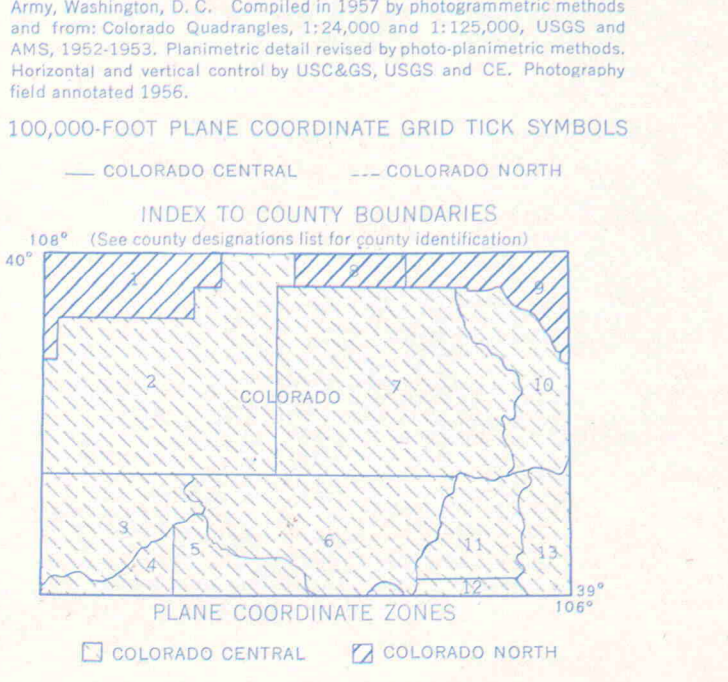 Army, Washington, D. C. Compiled in 1957 by photogrammetric methods
and from: Colorado Quadrangles, 1:24,000 and 1:125,000, USGS and
AMS, 1952-1953. Planimetric detail revised by photo-planimetric methods.
Horizontal and vertical control by USC&GS, USGS and CE. Photography
field annotated 1956.
100,000-FOOT PLANE COORDINATE GRID TICK SYMBOLS
COLORADO CENTRAL COLORADO NORTH
INDEX TO COUNTY BOUNDARIES
108° (See county designations list for county identification)
40°
1 8 9
2 COLORADO 7 10
3 4 5 6 11 12 13
39°
106°
PLANE COORDINATE ZONES
COLORADO CENTRAL COLORADO NORTH